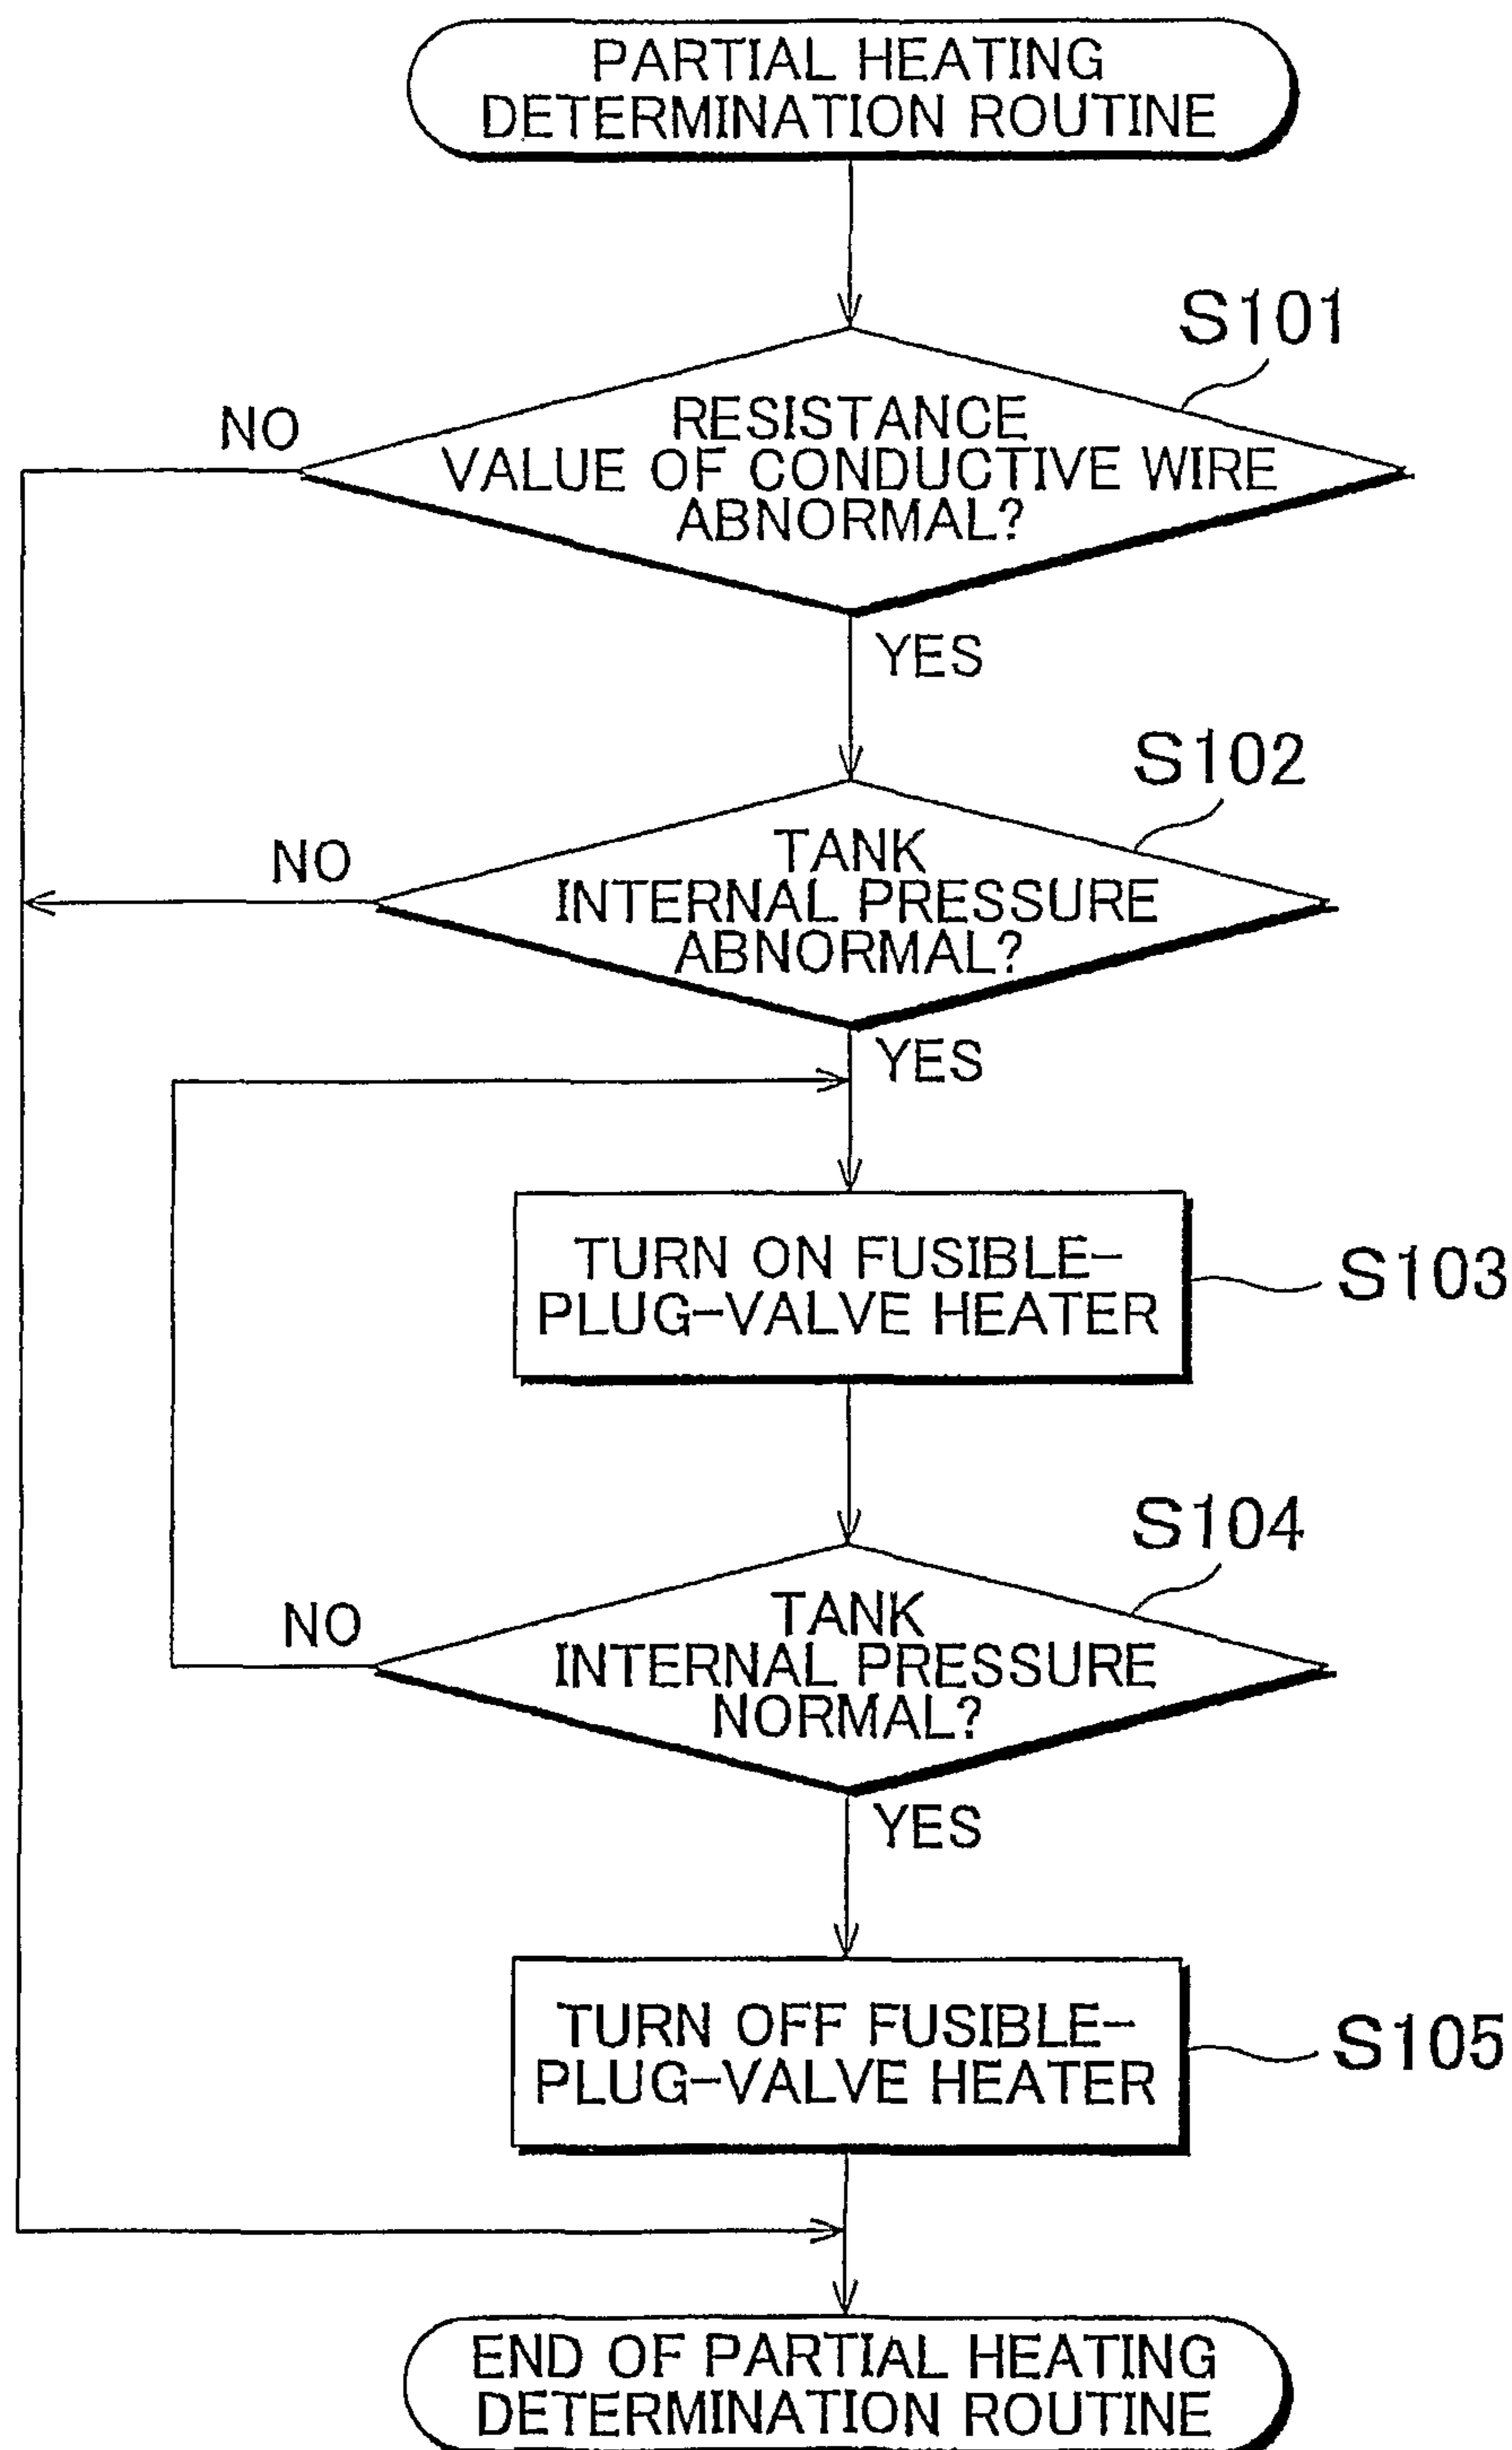 PARTIAL HEATING
DETERMINATION ROUTINE
S101
NO
RESISTANCE
VALUE OF CONDUCTIVE WIRE
ABNORMAL?
YES
S102
NO
TANK
INTERNAL PRESSURE
ABNORMAL?
YES
TURN ON FUSIBLE-
PLUG-VALVE HEATER
S103
S104
NO
TANK
INTERNAL PRESSURE
NORMAL?
YES
TURN OFF FUSIBLE-
PLUG-VALVE HEATER
S105
END OF PARTIAL HEATING
DETERMINATION ROUTINE